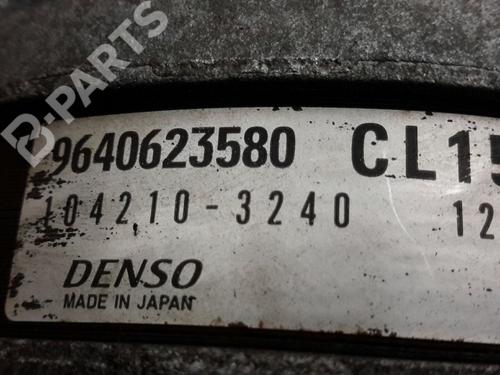 B-PARTS
9640623580 CL15
104210-3240 12
DENSO
MADE IN JAPAN